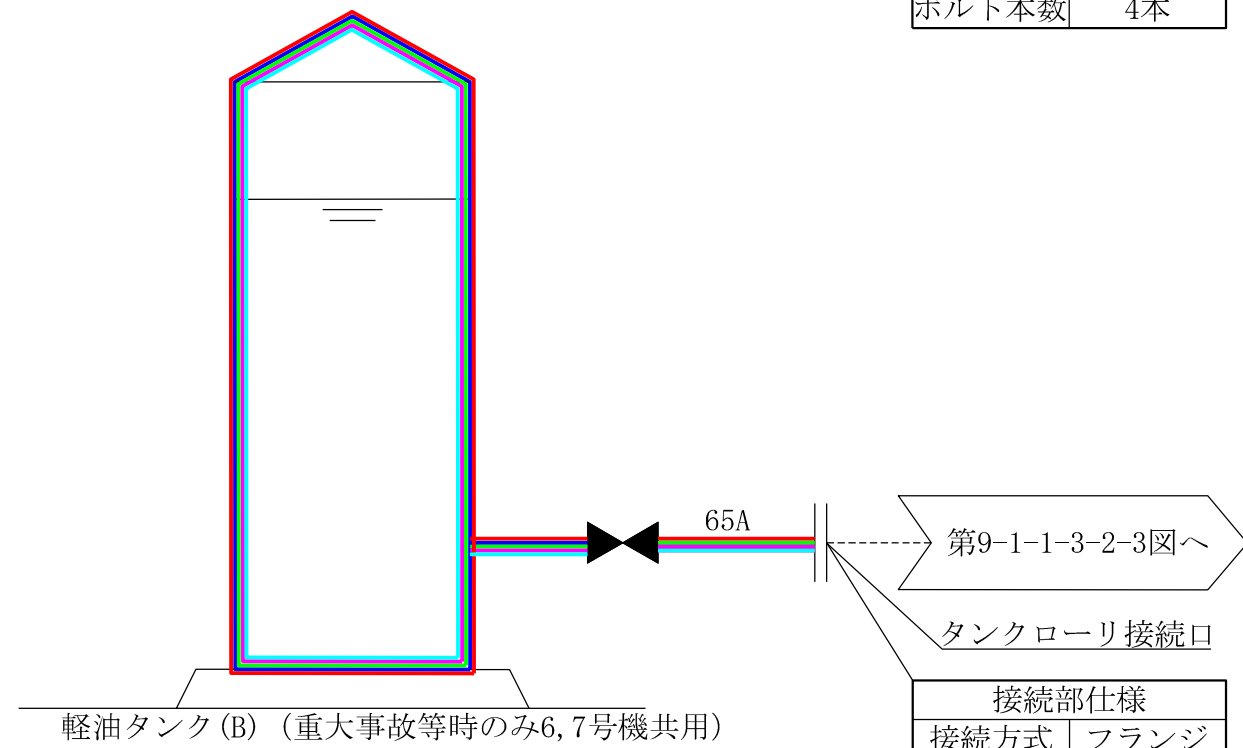 ボルト本数 4本
65A
第9-1-1-3-2-3図へ
タンクローリ接続口
接続部仕様
接続方式 フランジ
軽油タンク(B) (重大事故等時のみ6,7号機共用)